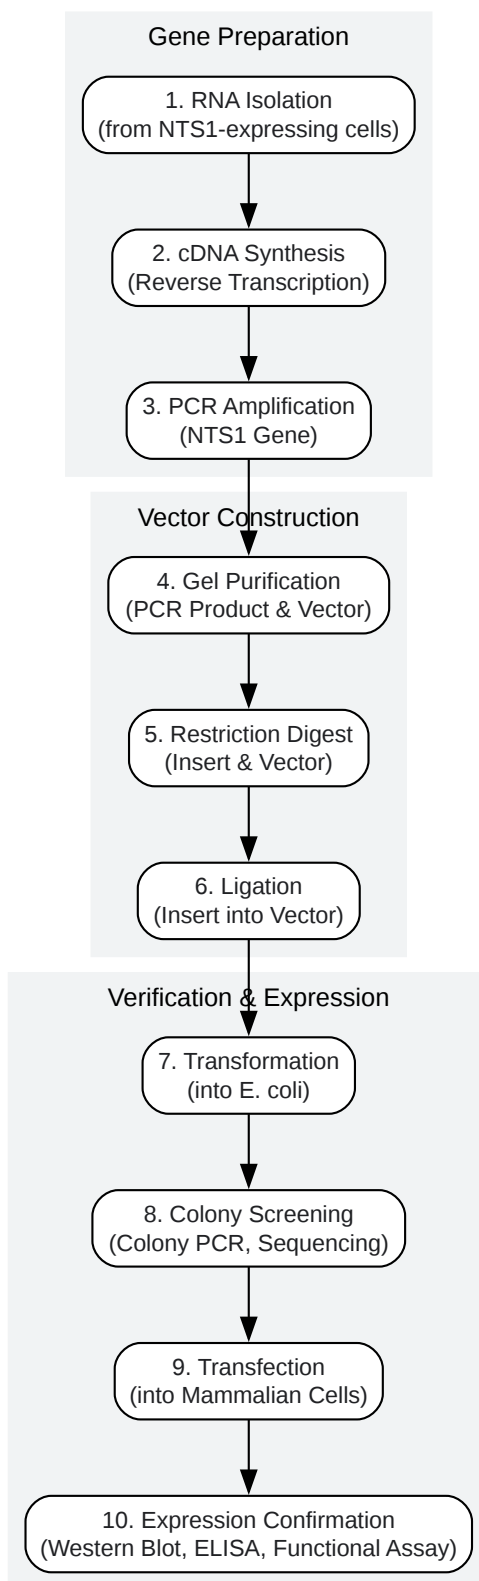 Gene Preparation
1. RNA Isolation
(from NTS1-expressing cells)
2. cDNA Synthesis
(Reverse Transcription)
3. PCR Amplification
(NTS1 Gene)
Vector Construction
4. Gel Purification
(PCR Product & Vector)
5. Restriction Digest
(Insert & Vector)
6. Ligation
(Insert into Vector)
Verification & Expression
7. Transformation
(into E. coli)
8. Colony Screening
(Colony PCR, Sequencing)
9. Transfection
(into Mammalian Cells)
10. Expression Confirmation
(Western Blot, ELISA, Functional Assay)